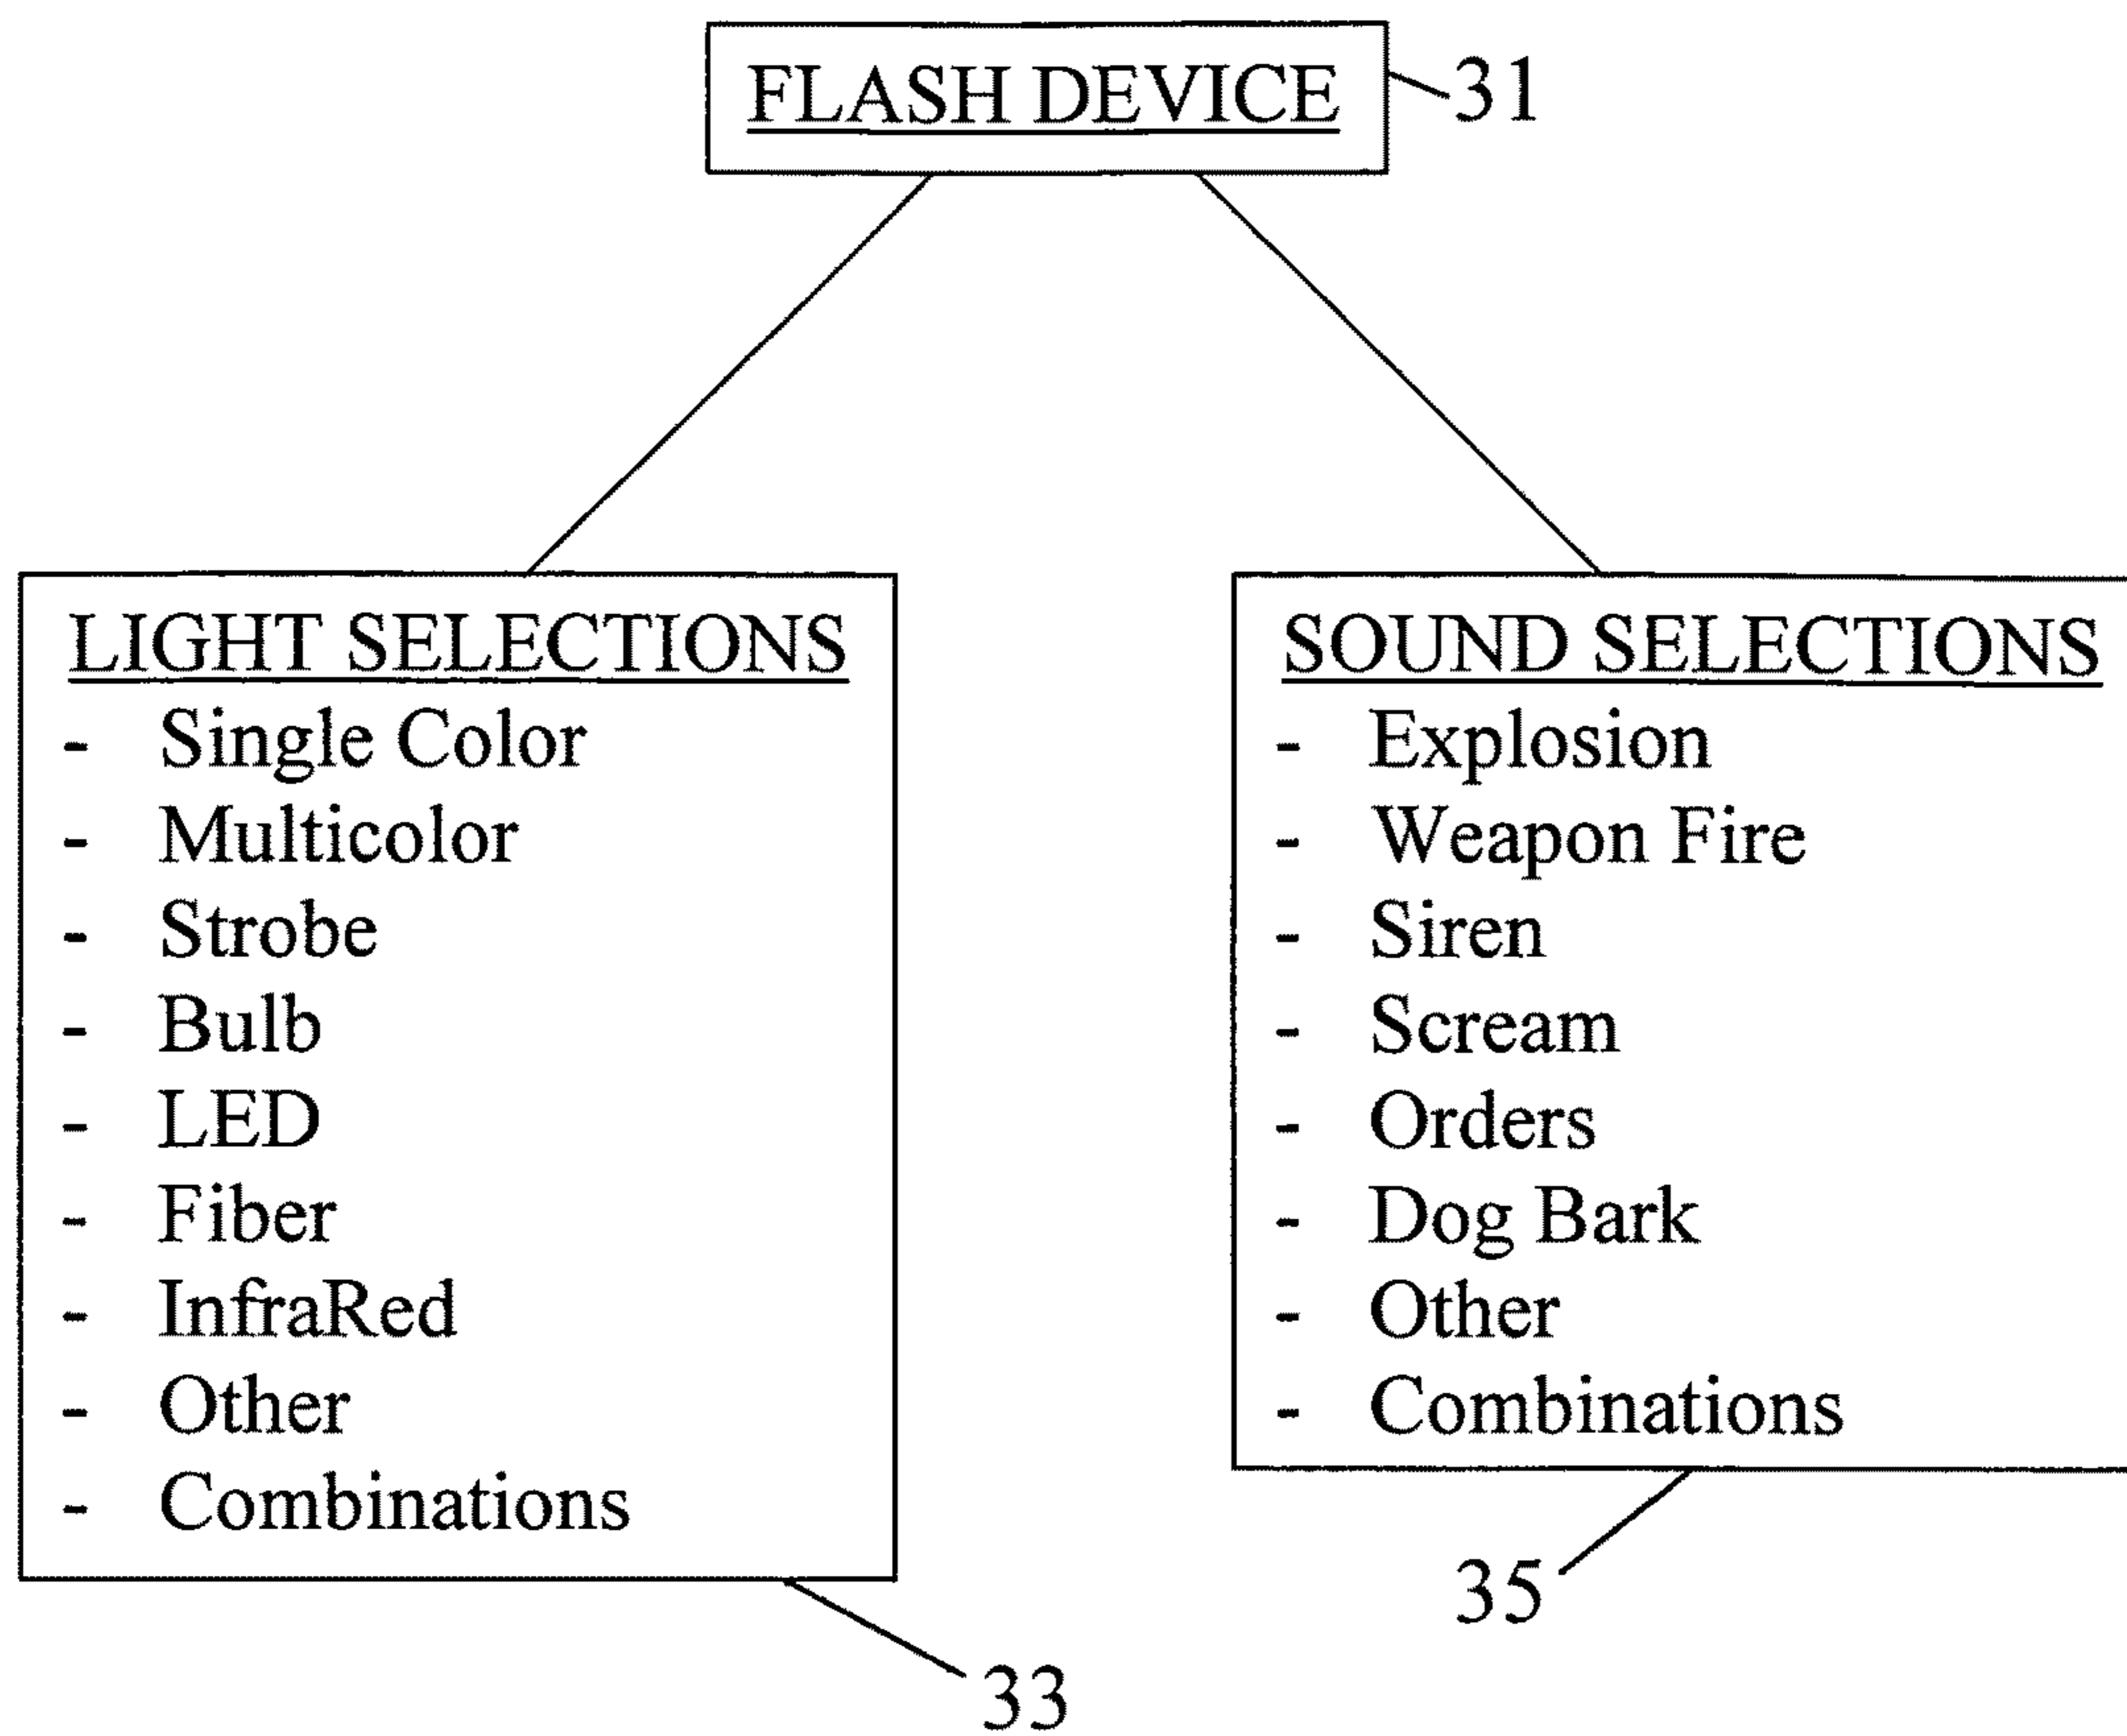 FLASH DEVICE
31
LIGHT SELECTIONS
- Single Color
- Multicolor
- Strobe
- Bulb
- LED
- Fiber
- InfraRed
- Other
- Combinations
33
SOUND SELECTIONS
- Explosion
- Weapon Fire
- Siren
- Scream
- Orders
- Dog Bark
- Other
- Combinations
35